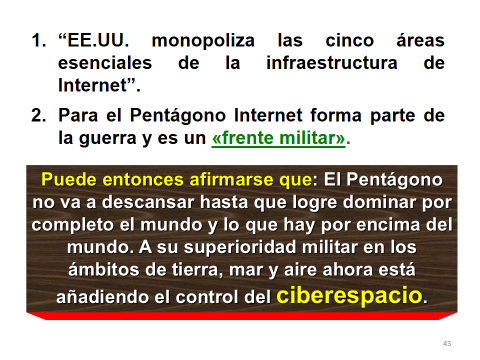 1. “EE.UU. monopoliza las cinco áreas
esenciales de la infraestructura de
Internet”.
2. Para el Pentágono Internet forma parte de
la guerra y es un «frente militar».
Puede entonces afirmarse que: El Pentágono
no va a descansar hasta que logre dominar por
completo el mundo y lo que hay por encima del
mundo. A su superioridad militar en los
ámbitos de tierra, mar y aire ahora está
añadiendo el control del ciberespacio.
43